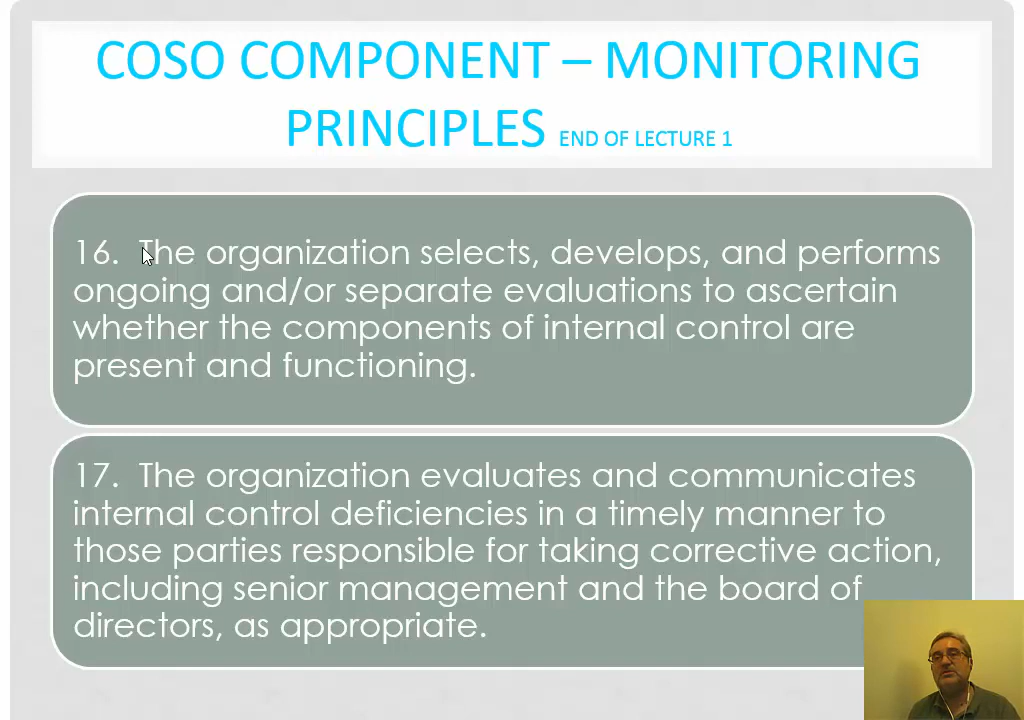 COSO COMPONENT – MONITORING
PRINCIPLES END OF LECTURE 1
16. The organization selects, develops, and performs
ongoing and/or separate evaluations to ascertain
whether the components of internal control are
present and functioning.
17. The organization evaluates and communicates
internal control deficiencies in a timely manner to
those parties responsible for taking corrective action,
including senior management and the board of
directors, as appropriate.